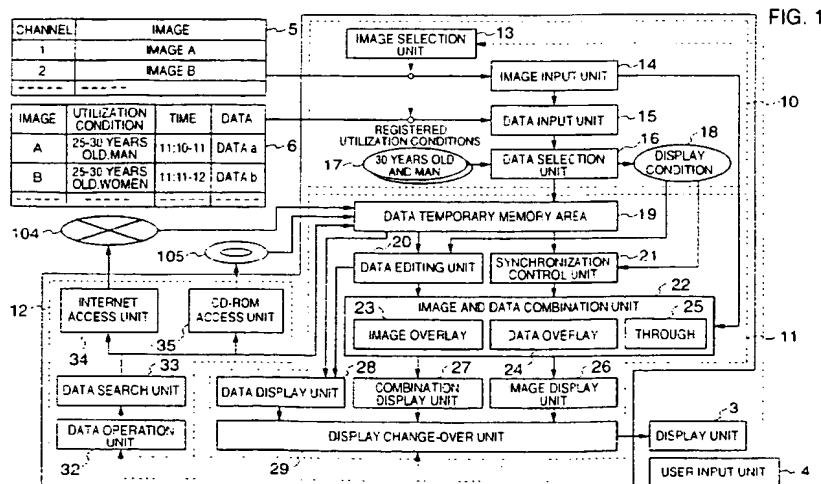 FIG. 1
CHANNEL IMAGE 5
1 IMAGE A
2 IMAGE B
IMAGE UTILIZATION CONDITION TIME DATA
A 25-30 YEARS OLD.MAN 11:10-11 DATA a 6
B 25-30 YEARS OLD.WOMEN 11:11-12 DATA b
IMAGE SELECTION UNIT 13
IMAGE INPUT UNIT 14
10
DATA INPUT UNIT 15
REGISTERED UTILIZATION CONDITIONS
17 30 YEARS OLD AND MAN
DATA SELECTION UNIT 16
DISPLAY CONDITION 18
DATA TEMPORARY MEMORY AREA 19
104
105
20
DATA EDITING UNIT
SYNCHRONIZATION CONTROL UNIT 21
22
IMAGE AND DATA COMBINATION UNIT
23 IMAGE OVERLAY
DATA OVERLAY 24
THROUGH 25
11
12
INTERNET ACCESS UNIT 34
CD-ROM ACCESS UNIT 35
33
DATA SEARCH UNIT
DATA OPERATION UNIT
32
DATA DISPLAY UNIT 28
COMBINATION DISPLAY UNIT 27
MAGE DISPLAY UNIT 26
DISPLAY CHANGE-OVER UNIT
29
DISPLAY UNIT 3
USER INPUT UNIT 4